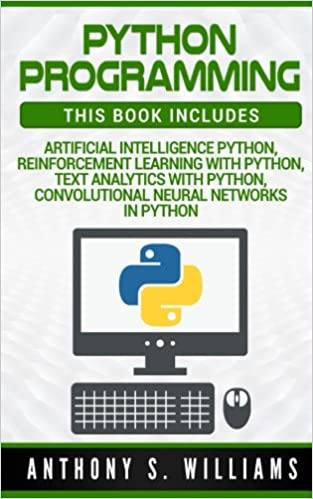 PYTHON
PROGRAMMING
THIS BOOK INCLUDES
ARTIFICIAL INTELLIGENCE PYTHON,
REINFORCEMENT LEARNING WITH PYTHON,
TEXT ANALYTICS WITH PYTHON,
CONVOLUTIONAL NEURAL NETWORKS
IN PYTHON
ANTHONY S. WILLIAMS